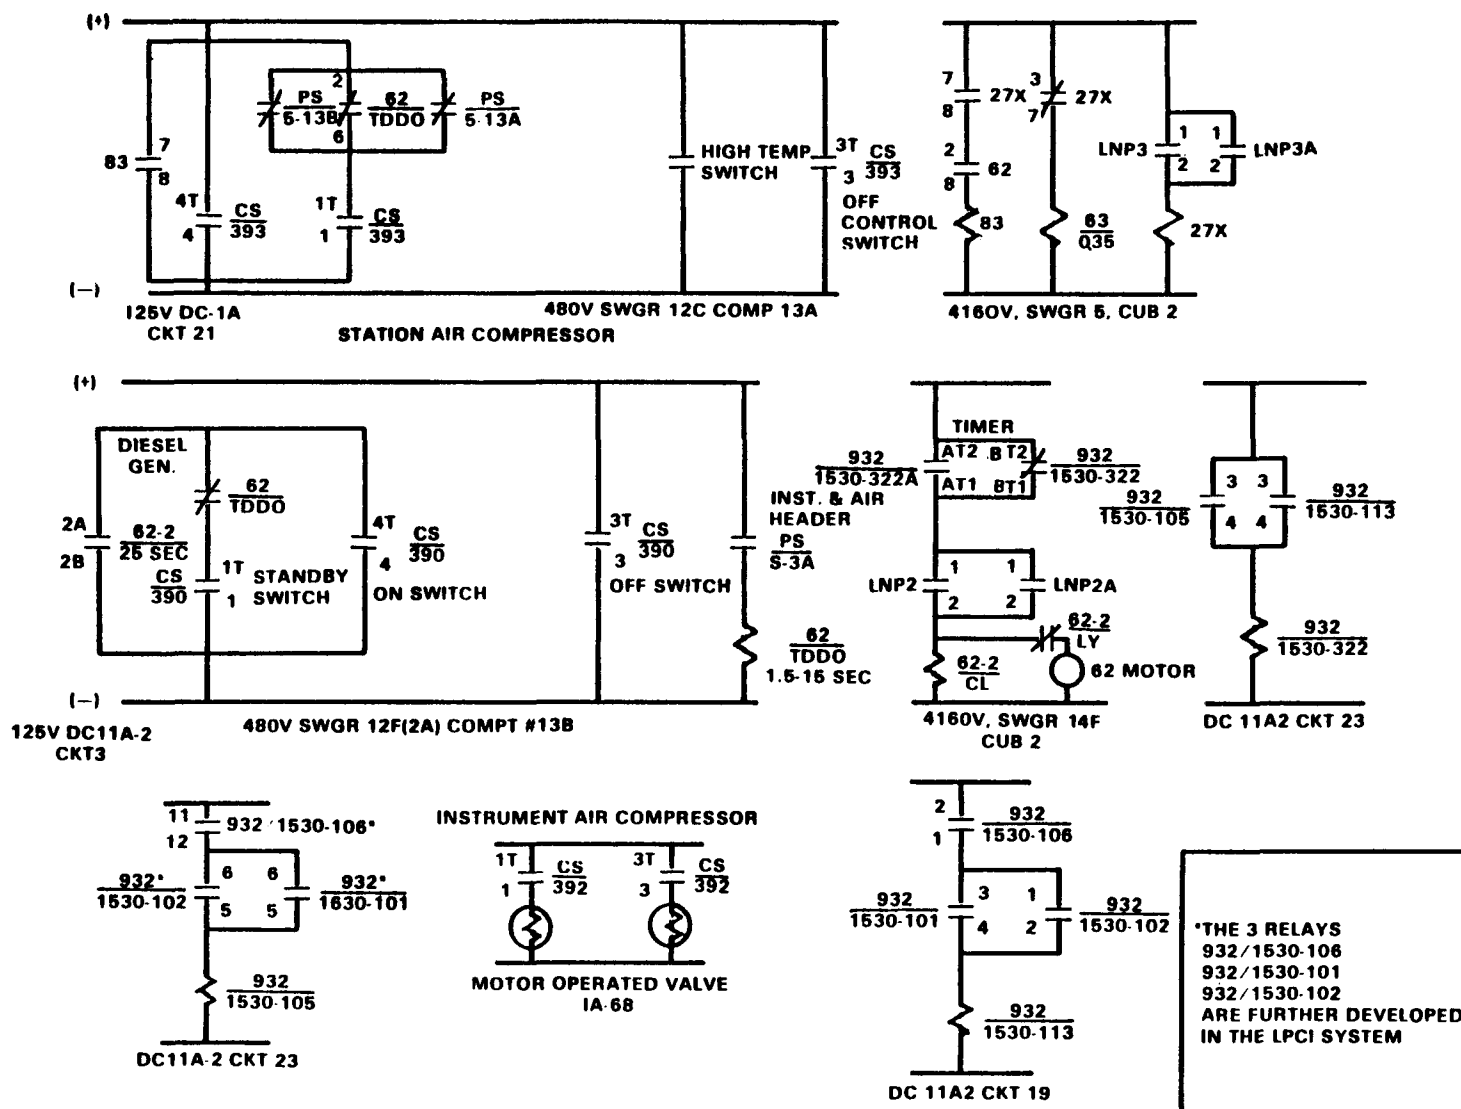 (+)
2
PS
5-13B
62
TDDO
PS
5-13A
6
83
7
8
4T
CS
393
4
1T
CS
393
1
HIGH TEMP
SWITCH
3T
CS
393
3
OFF
CONTROL
SWITCH
7
27X
8
2
62
8
83
3
27X
7
63
Q35
LNP3
1
1
2
2
LNP3A
27X
(—)
125V DC-1A
CKT 21
STATION AIR COMPRESSOR
480V SWGR 12C COMP 13A
4160V, SWGR 5, CUB 2
(+)
DIESEL
GEN.
62
TDDO
2A
62-2
25 SEC
2B
CS
390
1T
1
STANDBY
SWITCH
4T
CS
390
4
ON SWITCH
3T
CS
390
3
OFF SWITCH
INST. & AIR
HEADER
PS
S-3A
62
TDDO
1.5-15 SEC
TIMER
932
1530-322A
AT2
BT2
AT1
BT1
932
1530-322
LNP2
1
1
2
2
LNP2A
62-2
LY
62-2
CL
62 MOTOR
932
1530-105
3
3
4
4
932
1530-113
932
1530-322
(—)
125V DC11A-2
CKT3
480V SWGR 12F(2A) COMPT #13B
4160V, SWGR 14F
CUB 2
DC 11A2 CKT 23
11
932/1530-106*
12
932*
1530-102
6
6
5
5
932*
1630-101
932
1530-105
DC11A-2 CKT 23
INSTRUMENT AIR COMPRESSOR
1T
CS
392
1
3T
CS
392
3
MOTOR OPERATED VALVE
IA-68
2
932
1530-106
1
932
1530-101
3
1
4
2
932
1530-102
932
1530-113
DC 11A2 CKT 19
*THE 3 RELAYS
932/1530-106
932/1530-101
932/1530-102
ARE FURTHER DEVELOPED
IN THE LPCI SYSTEM